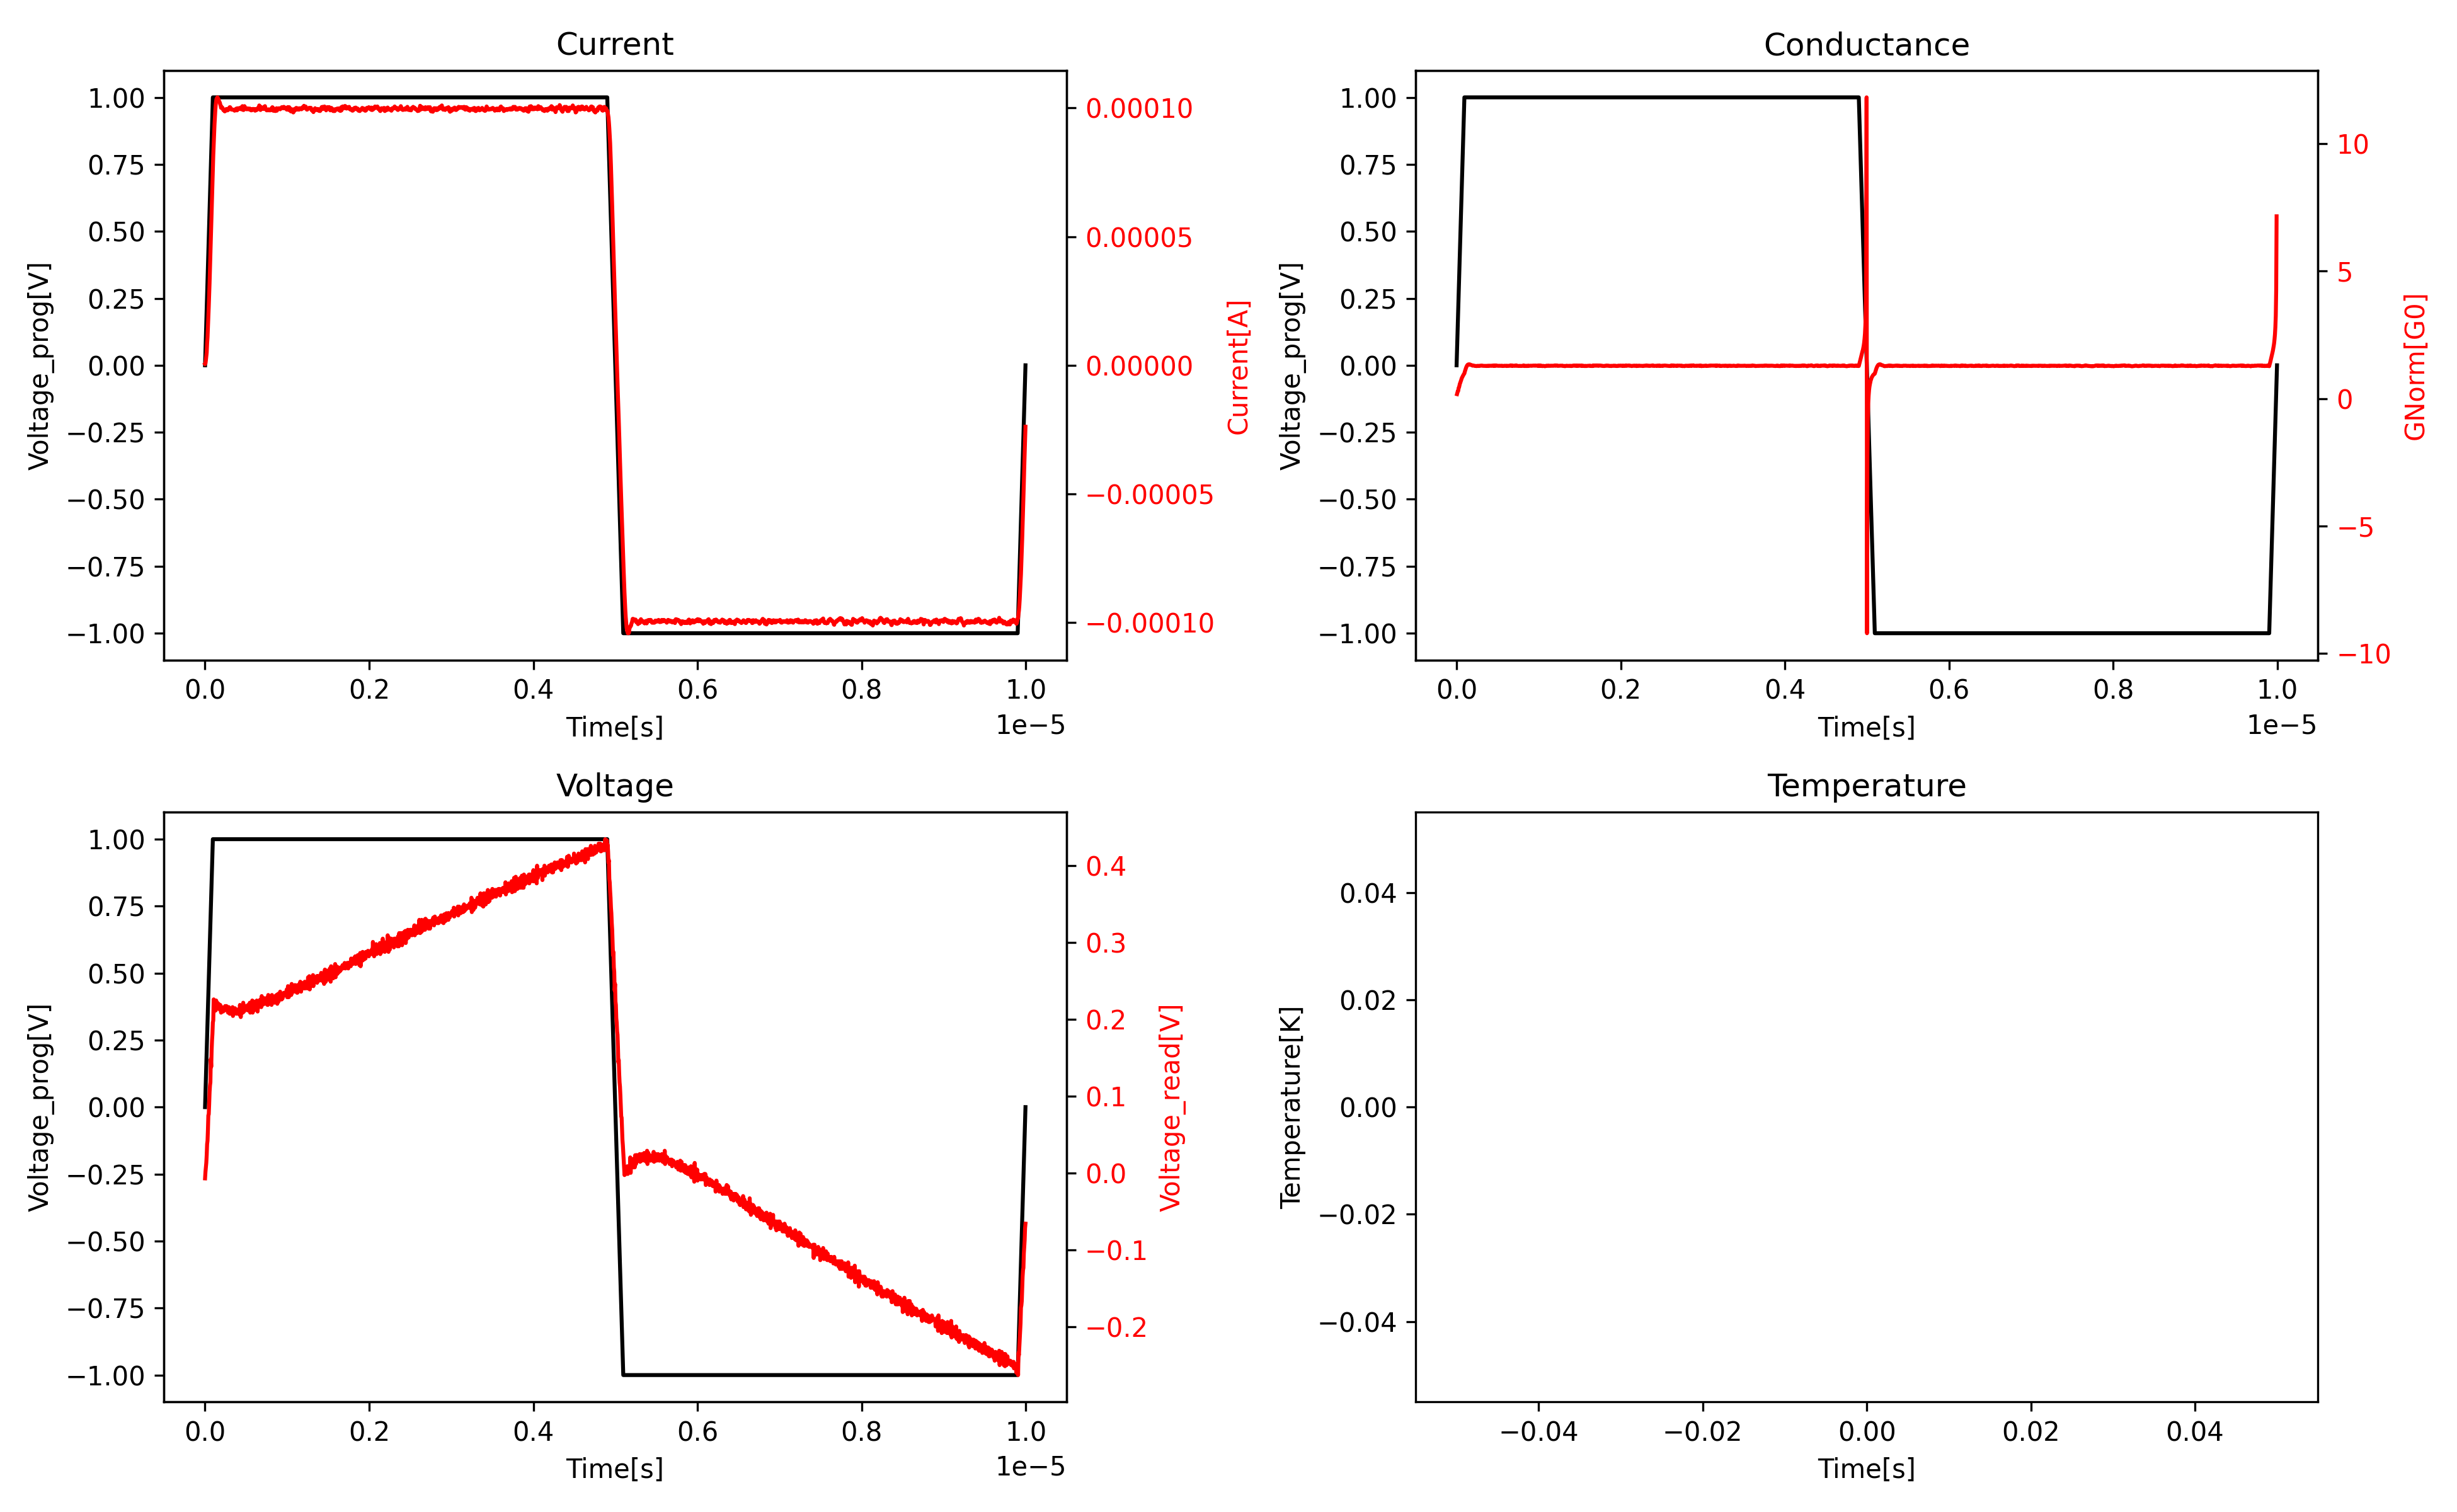 Current
Voltage_prog[V]
1.00
0.75
0.50
0.25
0.00
−0.25
−0.50
−0.75
−1.00
0.00010
0.00005
0.00000
−0.00005
−0.00010
Current[A]
0.0 0.2 0.4 0.6 0.8 1.0
Time[s]
1e−5
Conductance
Voltage_prog[V]
1.00
0.75
0.50
0.25
0.00
−0.25
−0.50
−0.75
−1.00
10
5
0
−5
−10
GNorm[G0]
0.0 0.2 0.4 0.6 0.8 1.0
Time[s]
1e−5
Voltage
Voltage_prog[V]
1.00
0.75
0.50
0.25
0.00
−0.25
−0.50
−0.75
−1.00
0.4
0.3
0.2
0.1
0.0
−0.1
−0.2
Voltage_read[V]
0.0 0.2 0.4 0.6 0.8 1.0
Time[s]
1e−5
Temperature
Temperature[K]
0.04
0.02
0.00
−0.02
−0.04
−0.04 −0.02 0.00 0.02 0.04
Time[s]